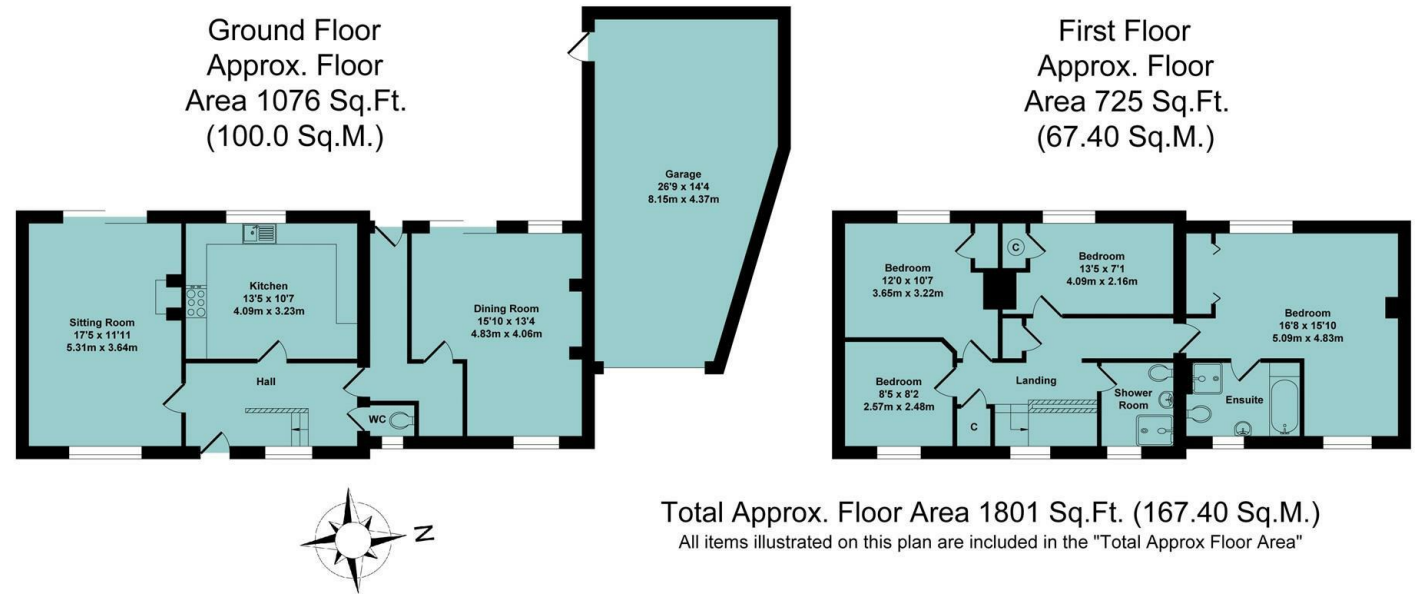 Ground Floor
Approx. Floor
Area 1076 Sq.Ft.
(100.0 Sq.M.)
First Floor
Approx. Floor
Area 725 Sq.Ft.
(67.40 Sq.M.)
Garage
26'9 x 14'4
8.15m x 4.37m
Sitting Room
17'5 x 11'11
5.31m x 3.64m
Kitchen
13'5 x 10'7
4.09m x 3.23m
Dining Room
15'10 x 13'4
4.83m x 4.06m
Hall
WC
Bedroom
12'0 x 10'7
3.65m x 3.22m
C
Bedroom
13'5 x 7'1
4.09m x 2.16m
Bedroom
16'8 x 15'10
5.09m x 4.83m
Bedroom
8'5 x 8'2
2.57m x 2.48m
Landing
C
Shower
Room
Ensuite
N
Total Approx. Floor Area 1801 Sq.Ft. (167.40 Sq.M.)
All items illustrated on this plan are included in the "Total Approx Floor Area"